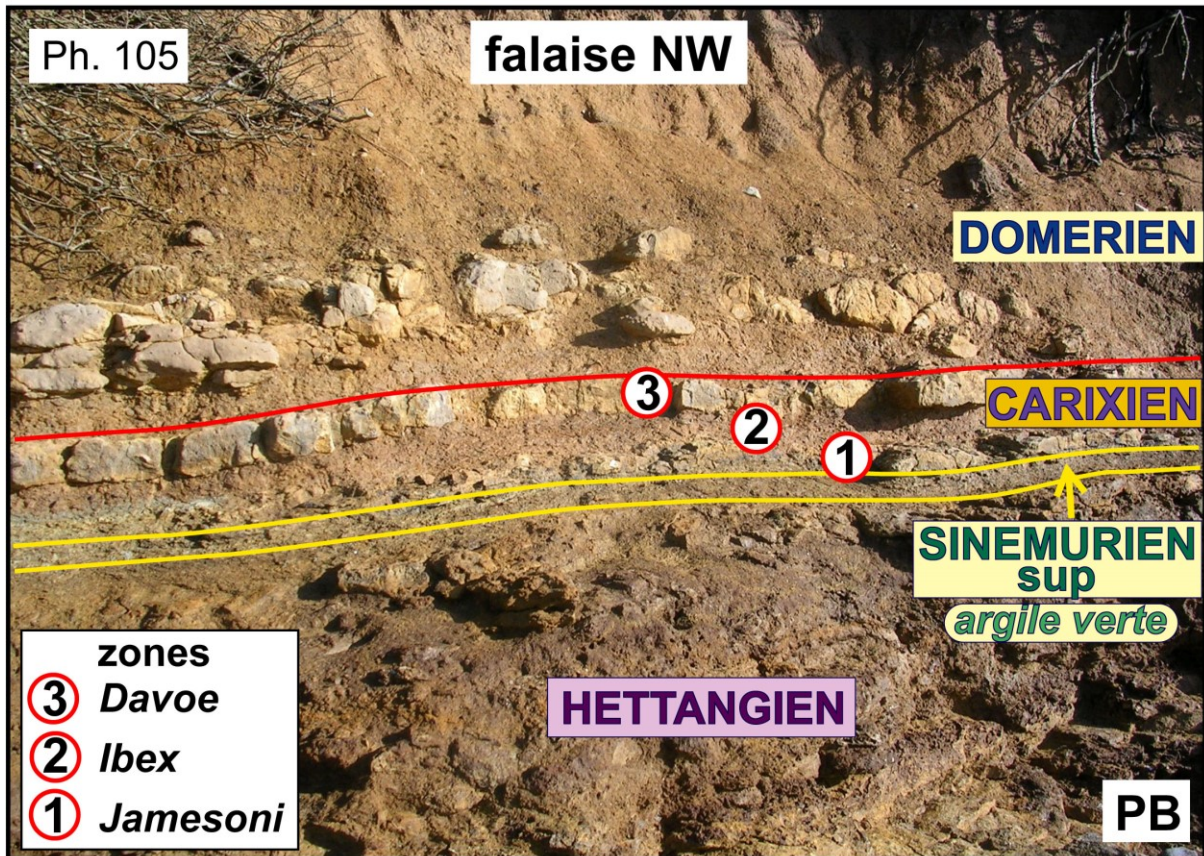 Ph. 105
falaise NW
DOMERIEN
3
CARIXIEN
2
1
SINEMURIEN
sup
argile verte
HETTANGIEN
zones
3 Davoe
2 Ibex
1 Jamesoni
PB